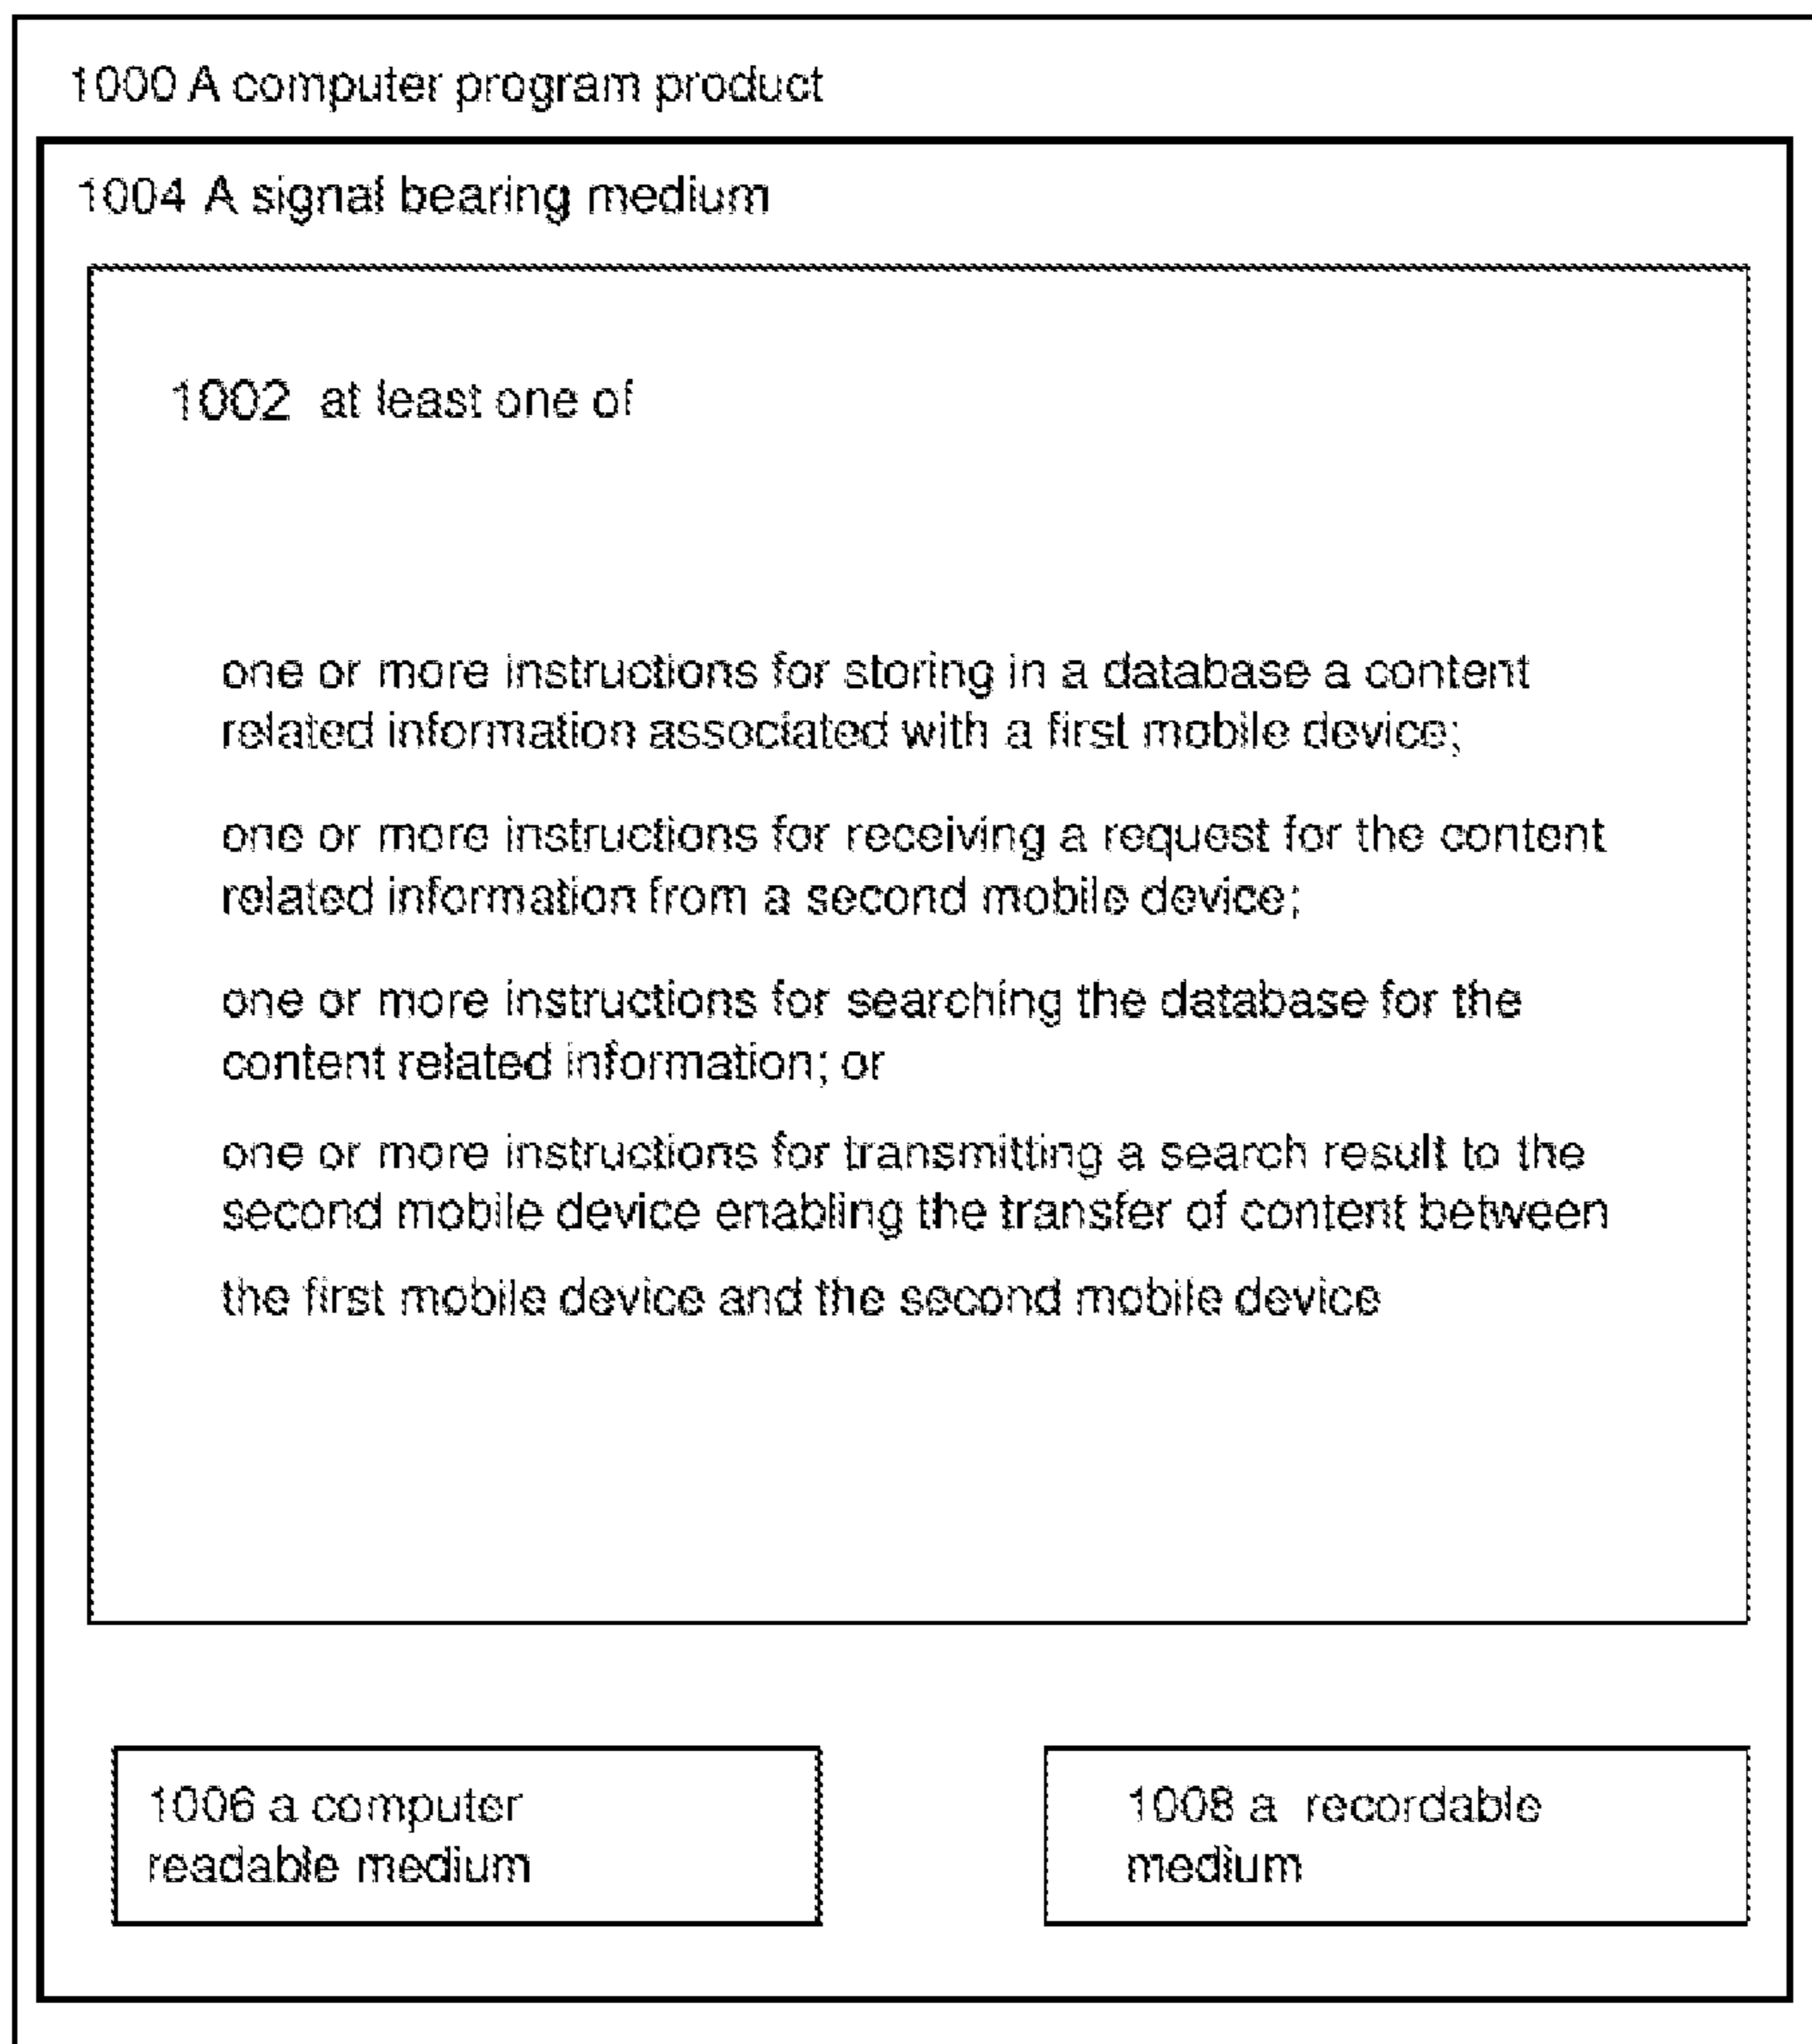 1000 A computer program product
1004 A signal bearing medium
1002 at least one of
one or more instructions for storing in a database a content
related information associated with a first mobile device;
one or more instructions for receiving a request for the content
related information from a second mobile device;
one or more instructions for searching the database for the
content related information; or
one or more instructions for transmitting a search result to the
second mobile device enabling the transfer of content between
the first mobile device and the second mobile device
1006 a computer
readable medium
1008 a recordable
medium